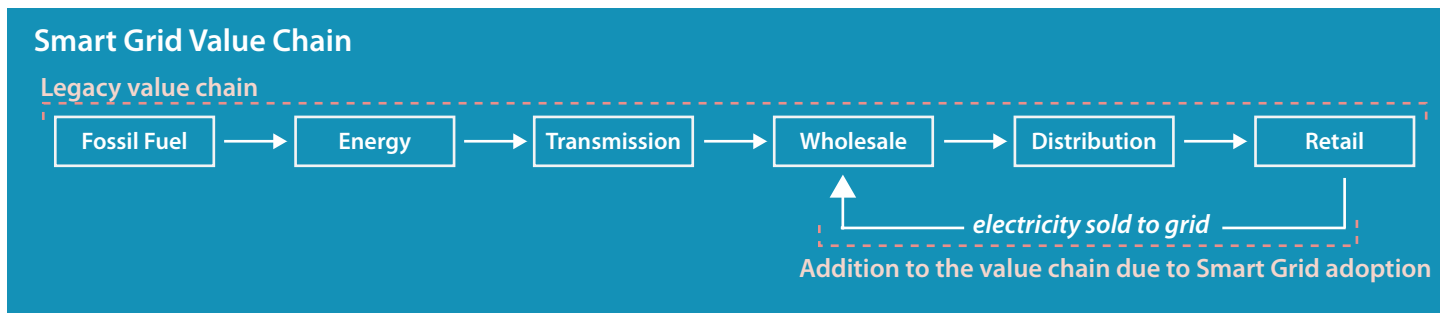 Smart Grid Value Chain
Legacy value chain
Fossil Fuel
Energy
Transmission
Wholesale
Distribution
Retail
electricity sold to grid
Addition to the value chain due to Smart Grid adoption